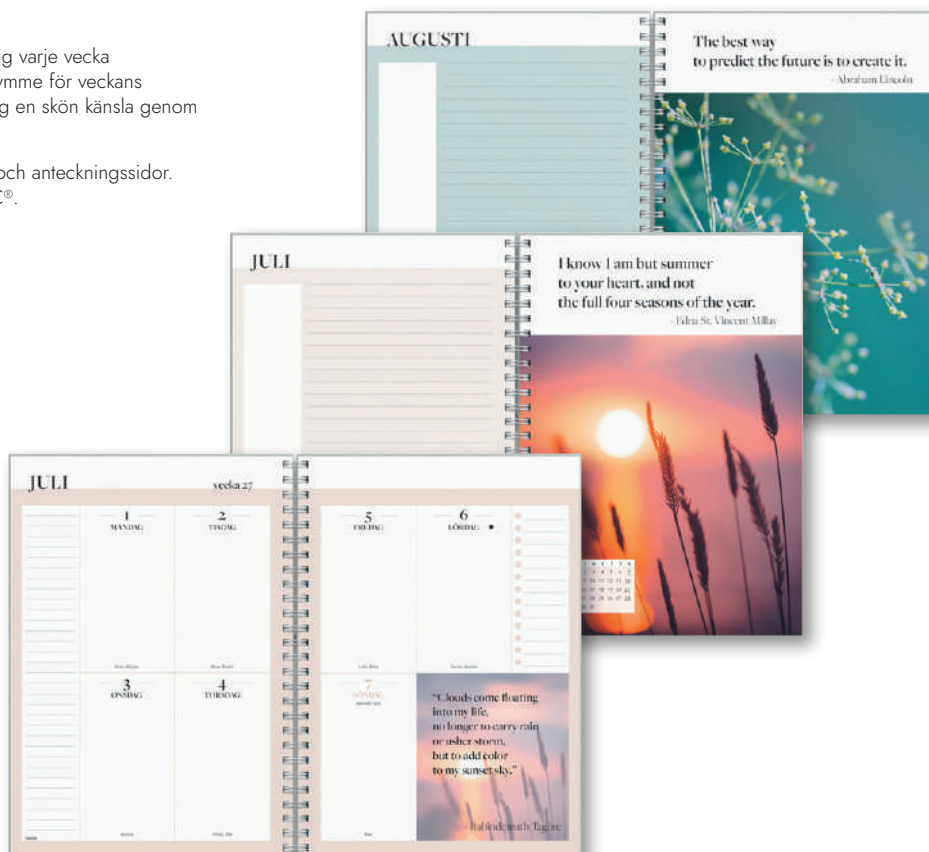 ig varje vecka
ymme för veckans
g en skön känsla genom
och anteckningssidor.
C®.
AUGUSTI
The best way
to predict the future is to create it.
- Abraham Lincoln
JULI
I know I am but summer
to your heart, and not
the full four seasons of the year.
- Edna St. Vincent Millay
JULI
vecka 27
1
MÅNDAG
2
TISDAG
5
FREDAG
6
LÖRDAG
3
ONSDAG
4
TORSDAG
7
SÖNDAG
"Clouds come floating
into my life,
no longer to carry rain
or usher storm,
but to add color
to my sunset sky."
- Rabindranath Tagore